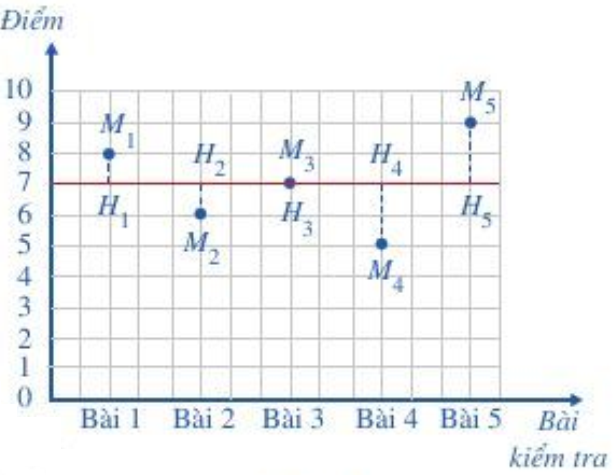 Điểm
10
9
8
7
6
5
4
3
2
1
0
M₁
H₁
H₂
M₂
M₃
H₃
H₄
M₄
M₅
H₅
Bài 1 Bài 2 Bài 3 Bài 4 Bài 5 Bài
kiểm tra